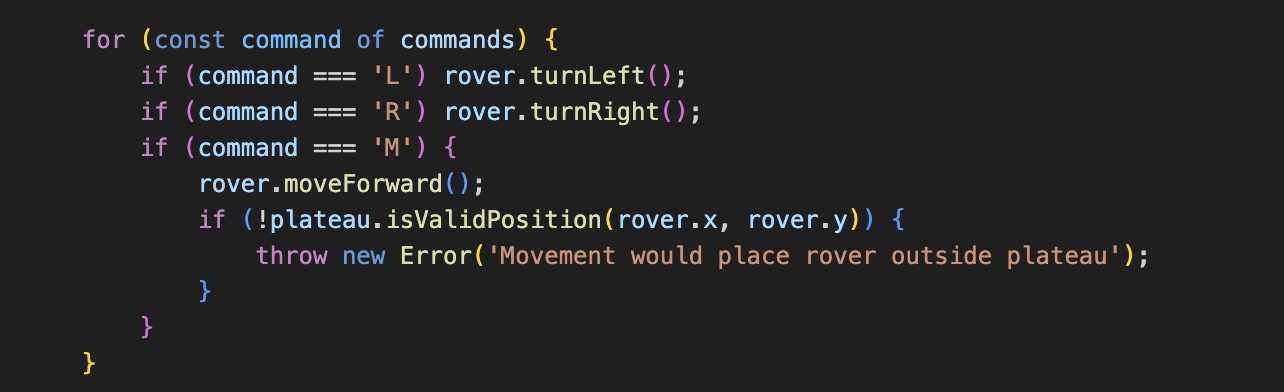 for (const command of commands) {
    if (command === 'L') rover.turnLeft();
    if (command === 'R') rover.turnRight();
    if (command === 'M') {
        rover.moveForward();
        if (!plateau.isValidPosition(rover.x, rover.y)) {
            throw new Error('Movement would place rover outside plateau');
        }
    }
}